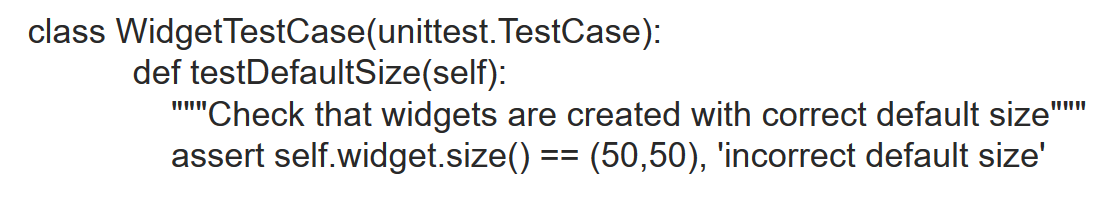 class WidgetTestCase(unittest.TestCase):
def testDefaultSize(self):
"""Check that widgets are created with correct default size"""
assert self.widget.size() == (50,50), 'incorrect default size'